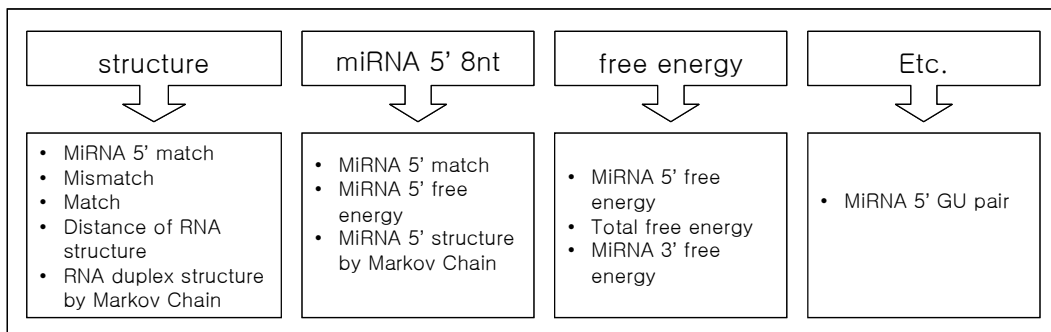 structure
• MiRNA 5’ match
• Mismatch
• Match
• Distance of RNA
structure
• RNA duplex structure
by Markov Chain
miRNA 5’ 8nt
• MiRNA 5’ match
• MiRNA 5’ free
energy
• MiRNA 5’ structure
by Markov Chain
free energy
• MiRNA 5’ free
energy
• Total free energy
• MiRNA 3’ free
energy
Etc.
• MiRNA 5’ GU pair